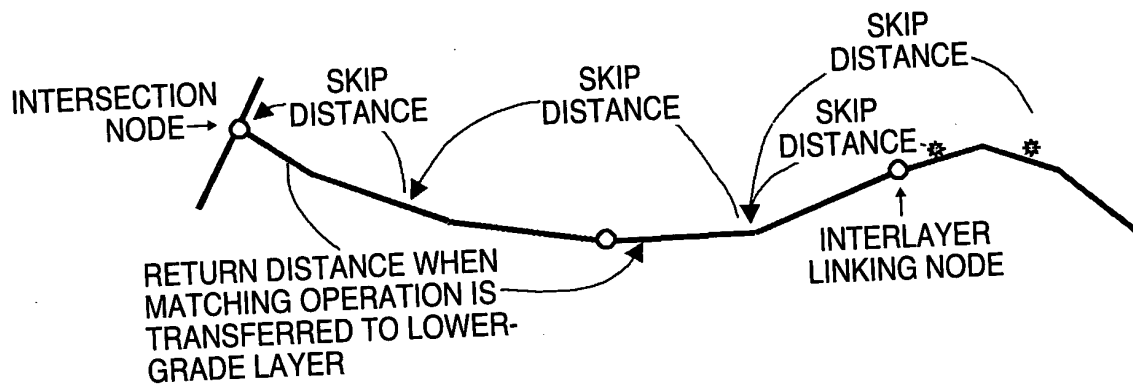 SKIP
DISTANCE
SKIP
DISTANCE
SKIP
DISTANCE
INTERSECTION
NODE
SKIP
DISTANCE
INTERLAYER
LINKING NODE
RETURN DISTANCE WHEN
MATCHING OPERATION IS
TRANSFERRED TO LOWER-
GRADE LAYER